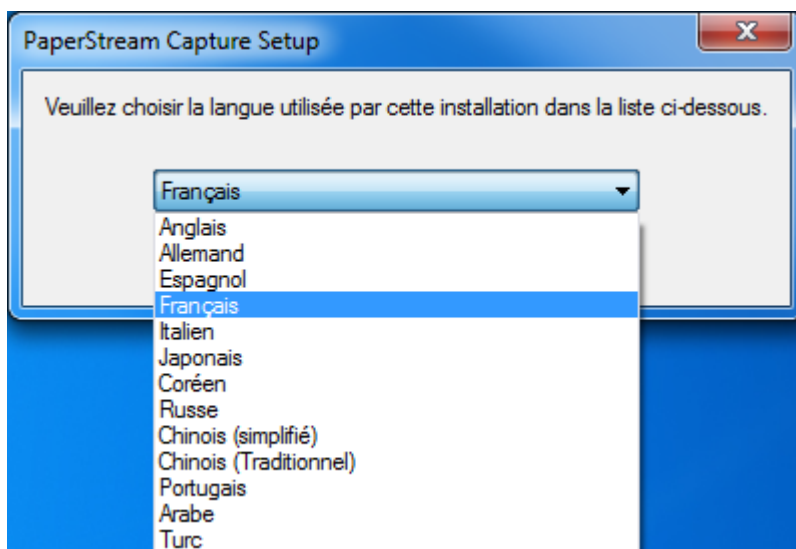 PaperStream Capture Setup
Veuillez choisir la langue utilisée par cette installation dans la liste ci-dessous.
Français
Anglais
Allemand
Espagnol
Français
Italien
Japonais
Coréen
Russe
Chinois (simplifié)
Chinois (Traditionnel)
Portugais
Arabe
Turc